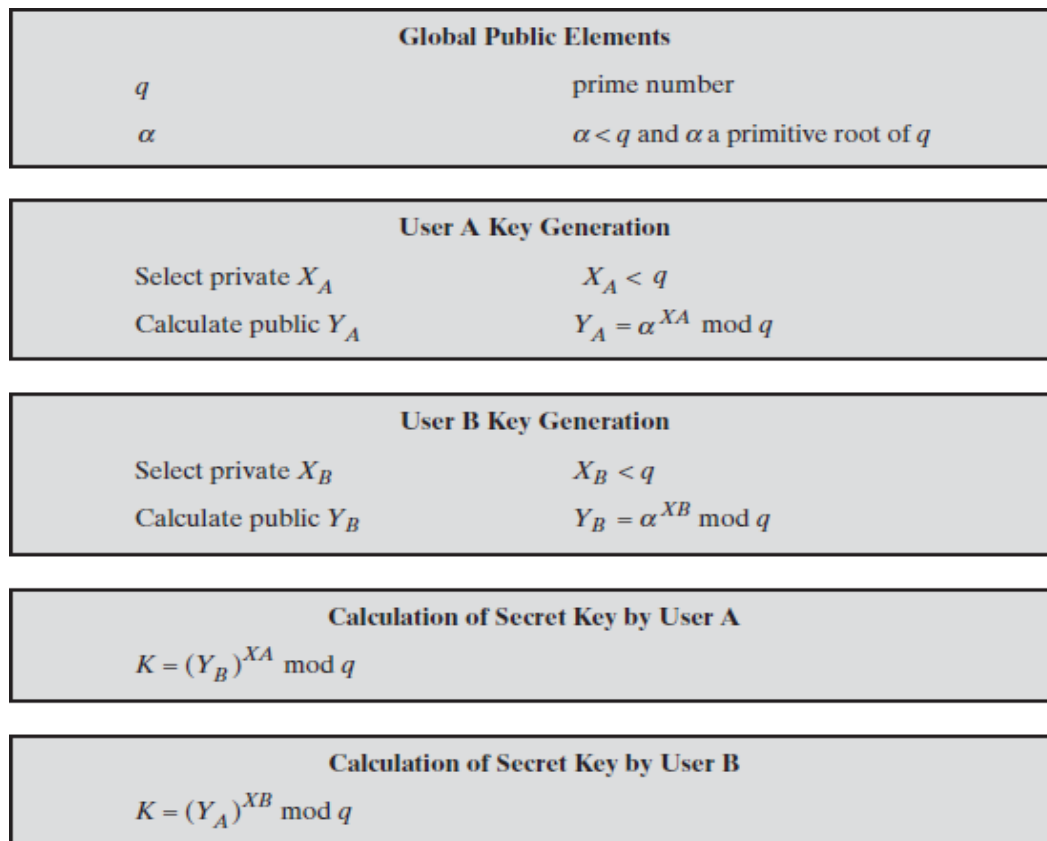 Global Public Elements
q prime number
α α < q and α a primitive root of q
User A Key Generation
Select private X_A X_A < q
Calculate public Y_A Y_A = α^{XA} mod q
User B Key Generation
Select private X_B X_B < q
Calculate public Y_B Y_B = α^{XB} mod q
Calculation of Secret Key by User A
K = (Y_B)^{XA} mod q
Calculation of Secret Key by User B
K = (Y_A)^{XB} mod q